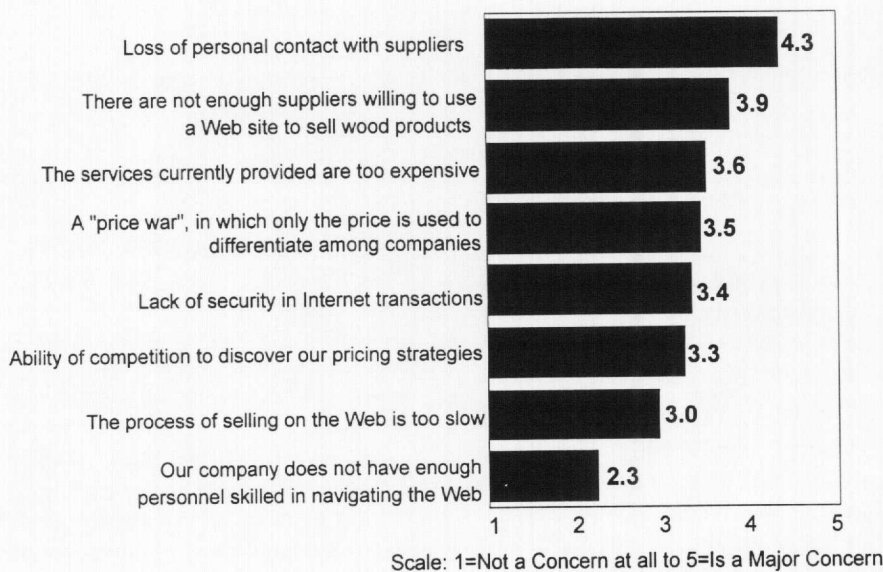 Loss of personal contact with suppliers
4.3
There are not enough suppliers willing to use
a Web site to sell wood products
3.9
The services currently provided are too expensive
3.6
A "price war", in which only the price is used to
differentiate among companies
3.5
Lack of security in Internet transactions
3.4
Ability of competition to discover our pricing strategies
3.3
The process of selling on the Web is too slow
3.0
Our company does not have enough
personnel skilled in navigating the Web
2.3
1 2 3 4 5
Scale: 1=Not a Concern at all to 5=Is a Major Concern